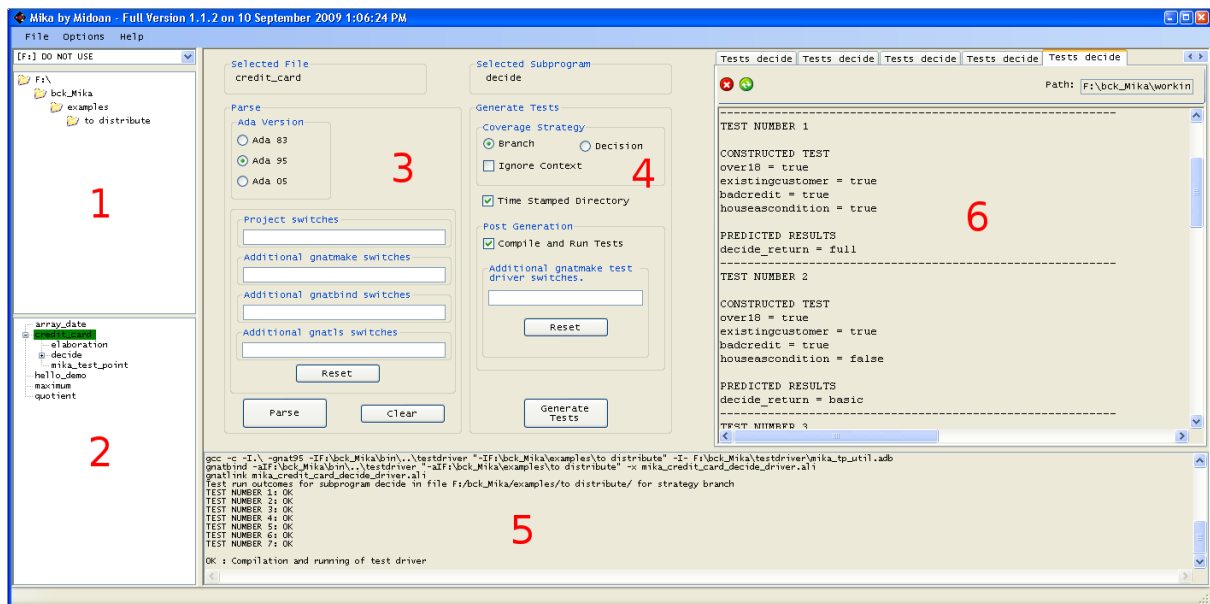 Mika by Midoan - Full Version 1.1.2 on 10 September 2009 1:06:24 PM
File Options Help
[F:] DO NOT USE
F:\
bck_Mika
examples
to distribute
1
array_date
credit_card
elaboration
decide
mika_test_point
hello_demo
maximum
quotient
2
Selected File
credit_card
Parse
Ada Version
Ada 83
Ada 95
Ada 05
3
Project switches
Additional gnatmake switches
Additional gnatbind switches
Additional gnatls switches
Reset
Parse
Clear
Selected Subprogram
decide
Generate Tests
Coverage Strategy
Branch
Decision
Ignore Context
4
Time Stamped Directory
Post Generation
Compile and Run Tests
Additional gnatmake test
driver switches.
Reset
Generate
Tests
Tests decide Tests decide Tests decide Tests decide Tests decide
Path: F:\bck_Mika\workin
------------------------------------------------------------
TEST NUMBER 1
CONSTRUCTED TEST
over18 = true
existingcustomer = true
badcredit = true
houseascondition = true
6
PREDICTED RESULTS
decide_return = full
------------------------------------------------------------
TEST NUMBER 2
CONSTRUCTED TEST
over18 = true
existingcustomer = true
badcredit = true
houseascondition = false
PREDICTED RESULTS
decide_return = basic
------------------------------------------------------------
TEST NUMBER 3
gcc -c -I.\ -gnat95 -IF:\bck_Mika\bin\..\testdriver "-IF:\bck_Mika\examples\to distribute" -I- F:\bck_Mika\testdriver\mika_tp_util.adb
gnatbind -aIF:\bck_Mika\bin\..\testdriver "-aIF:\bck_Mika\examples\to distribute" -x mika_credit_card_decide_driver.ali
gnatlink mika_credit_card_decide_driver.ali
Test run outcomes for subprogram decide in file F:/bck_Mika/examples/to distribute/ for strategy branch
TEST NUMBER 1: OK
TEST NUMBER 2: OK
TEST NUMBER 3: OK
TEST NUMBER 4: OK
TEST NUMBER 5: OK
TEST NUMBER 6: OK
TEST NUMBER 7: OK
5
OK : Compilation and running of test driver